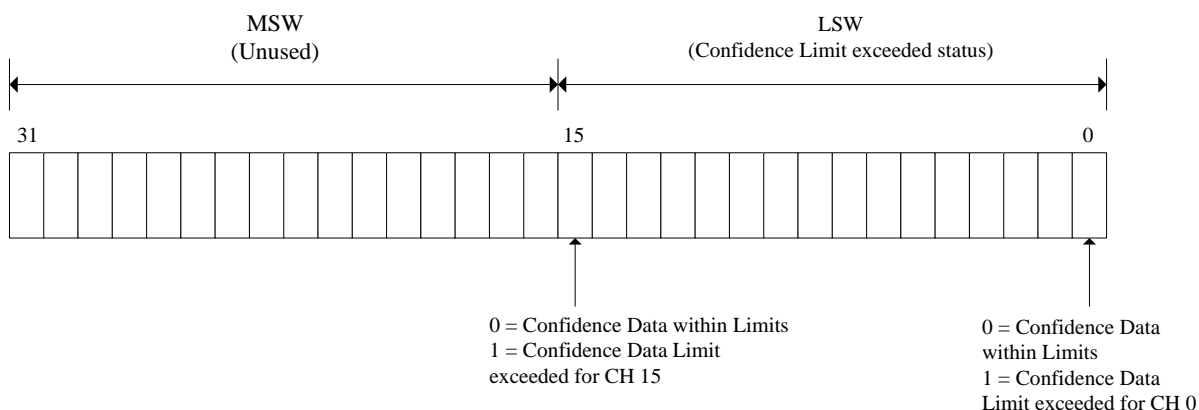 MSW
(Unused)
LSW
(Confidence Limit exceeded status)
31
15
0
0 = Confidence Data within Limits
1 = Confidence Data Limit
exceeded for CH 15
0 = Confidence Data
within Limits
1 = Confidence Data
Limit exceeded for CH 0